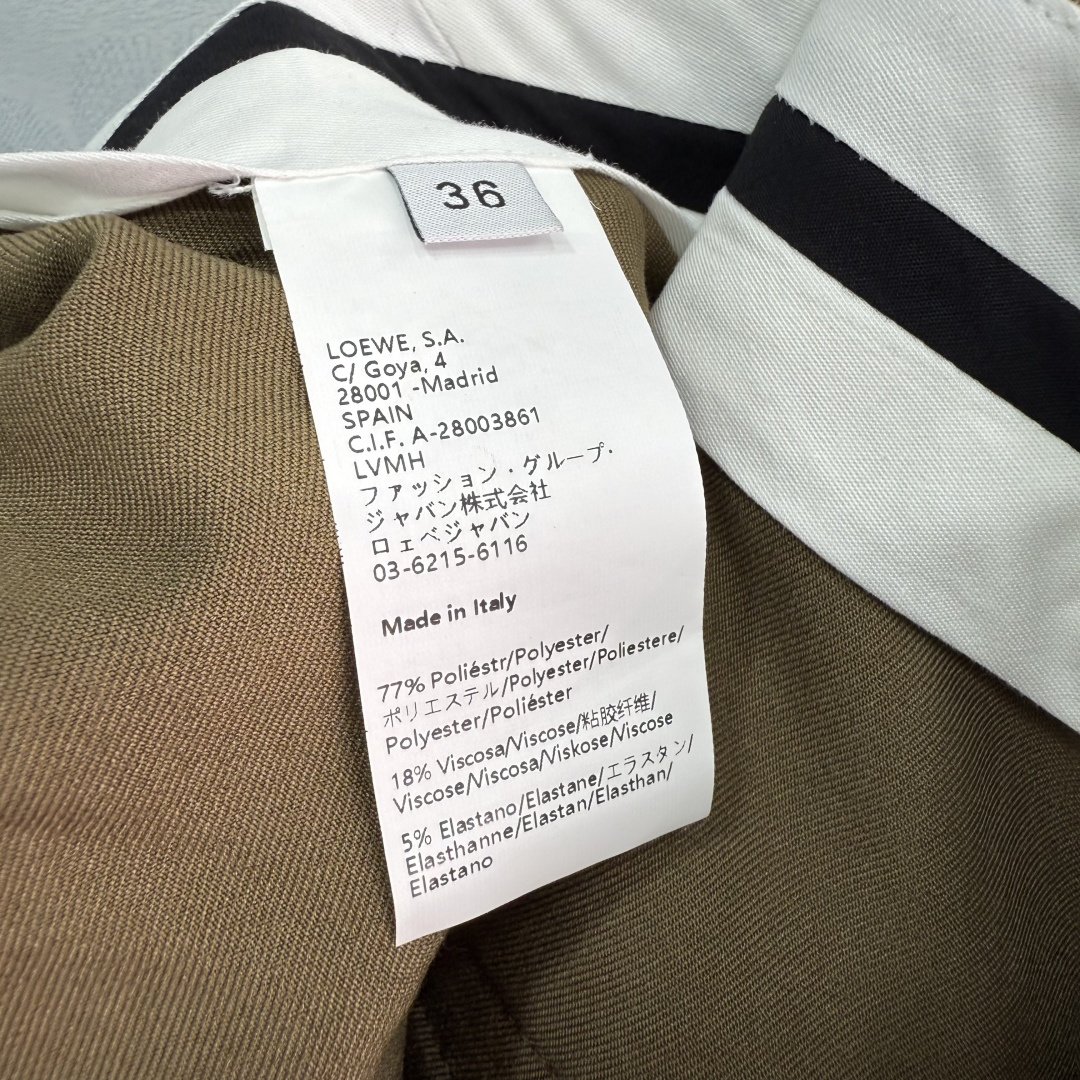 36
LOEWE, S.A.
C/ Goya, 4
28001 -Madrid
SPAIN
C.I.F. A-28003861
LVMH
ファッション・グループ・
ジャパン株式会社
ロエベジャパン
03-6215-6116
Made in Italy
77% Poliéstr/Polyester/
ポリエステル/Polyester/Poliestere/
Polyester/Poliéster
18% Viscosa/Viscose/粘胶纤维/
Viscose/Viscosa/Viskose/Viscose
5% Elastano/Elastane/エラスタン/
Elasthanne/Elastan/Elasthan/
Elastano